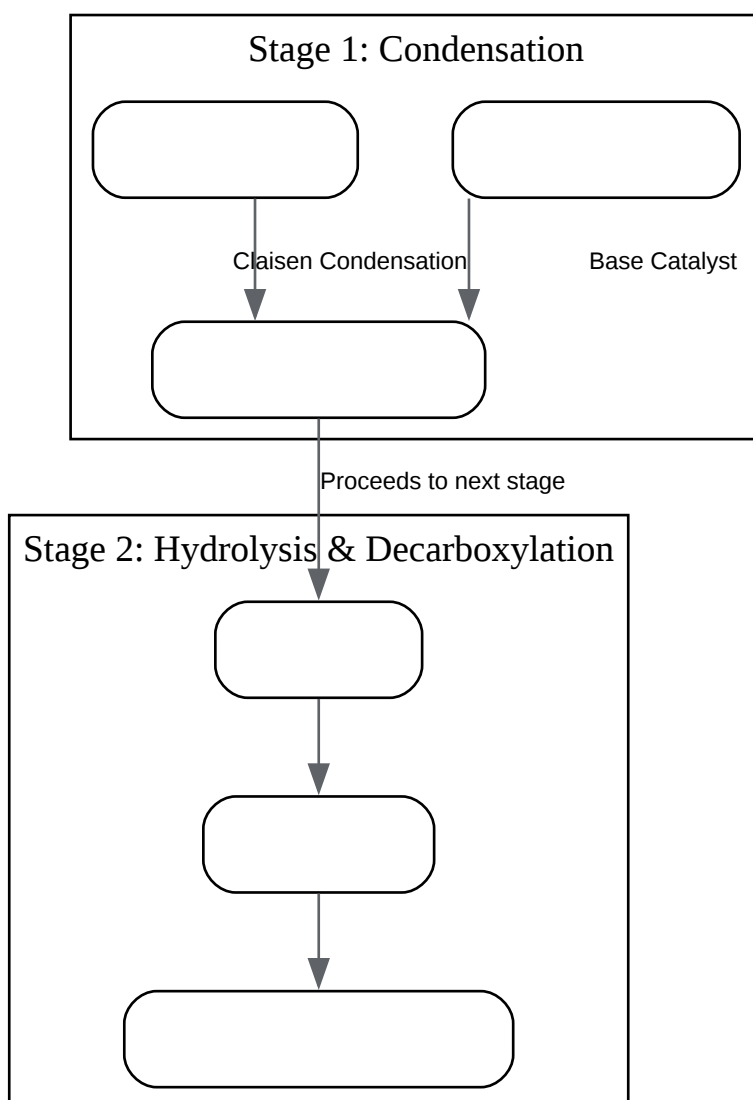 Stage 1: Condensation
Claisen Condensation
Base Catalyst
Proceeds to next stage
Stage 2: Hydrolysis & Decarboxylation